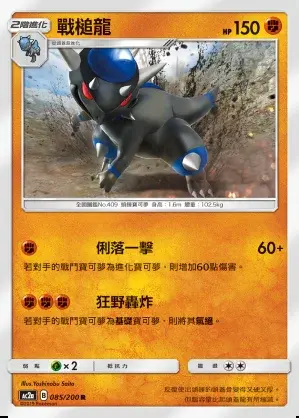 2階進化
戰槌龍
HP 150
全國圖鑑No.409 頭槌寶可夢 身高:1.6m 體重:102.5kg
俐落一擊 60+
若對手的戰鬥寶可夢為進化寶可夢,則增加60點傷害。
狂野轟炸
若對手的戰鬥寶可夢為基礎寶可夢,則將其氣絕。
弱點 ×2 抵抗力 撤退
Illus.Yoshinobu Saito
AC2a B 085/200 R
©2019 Pokémon